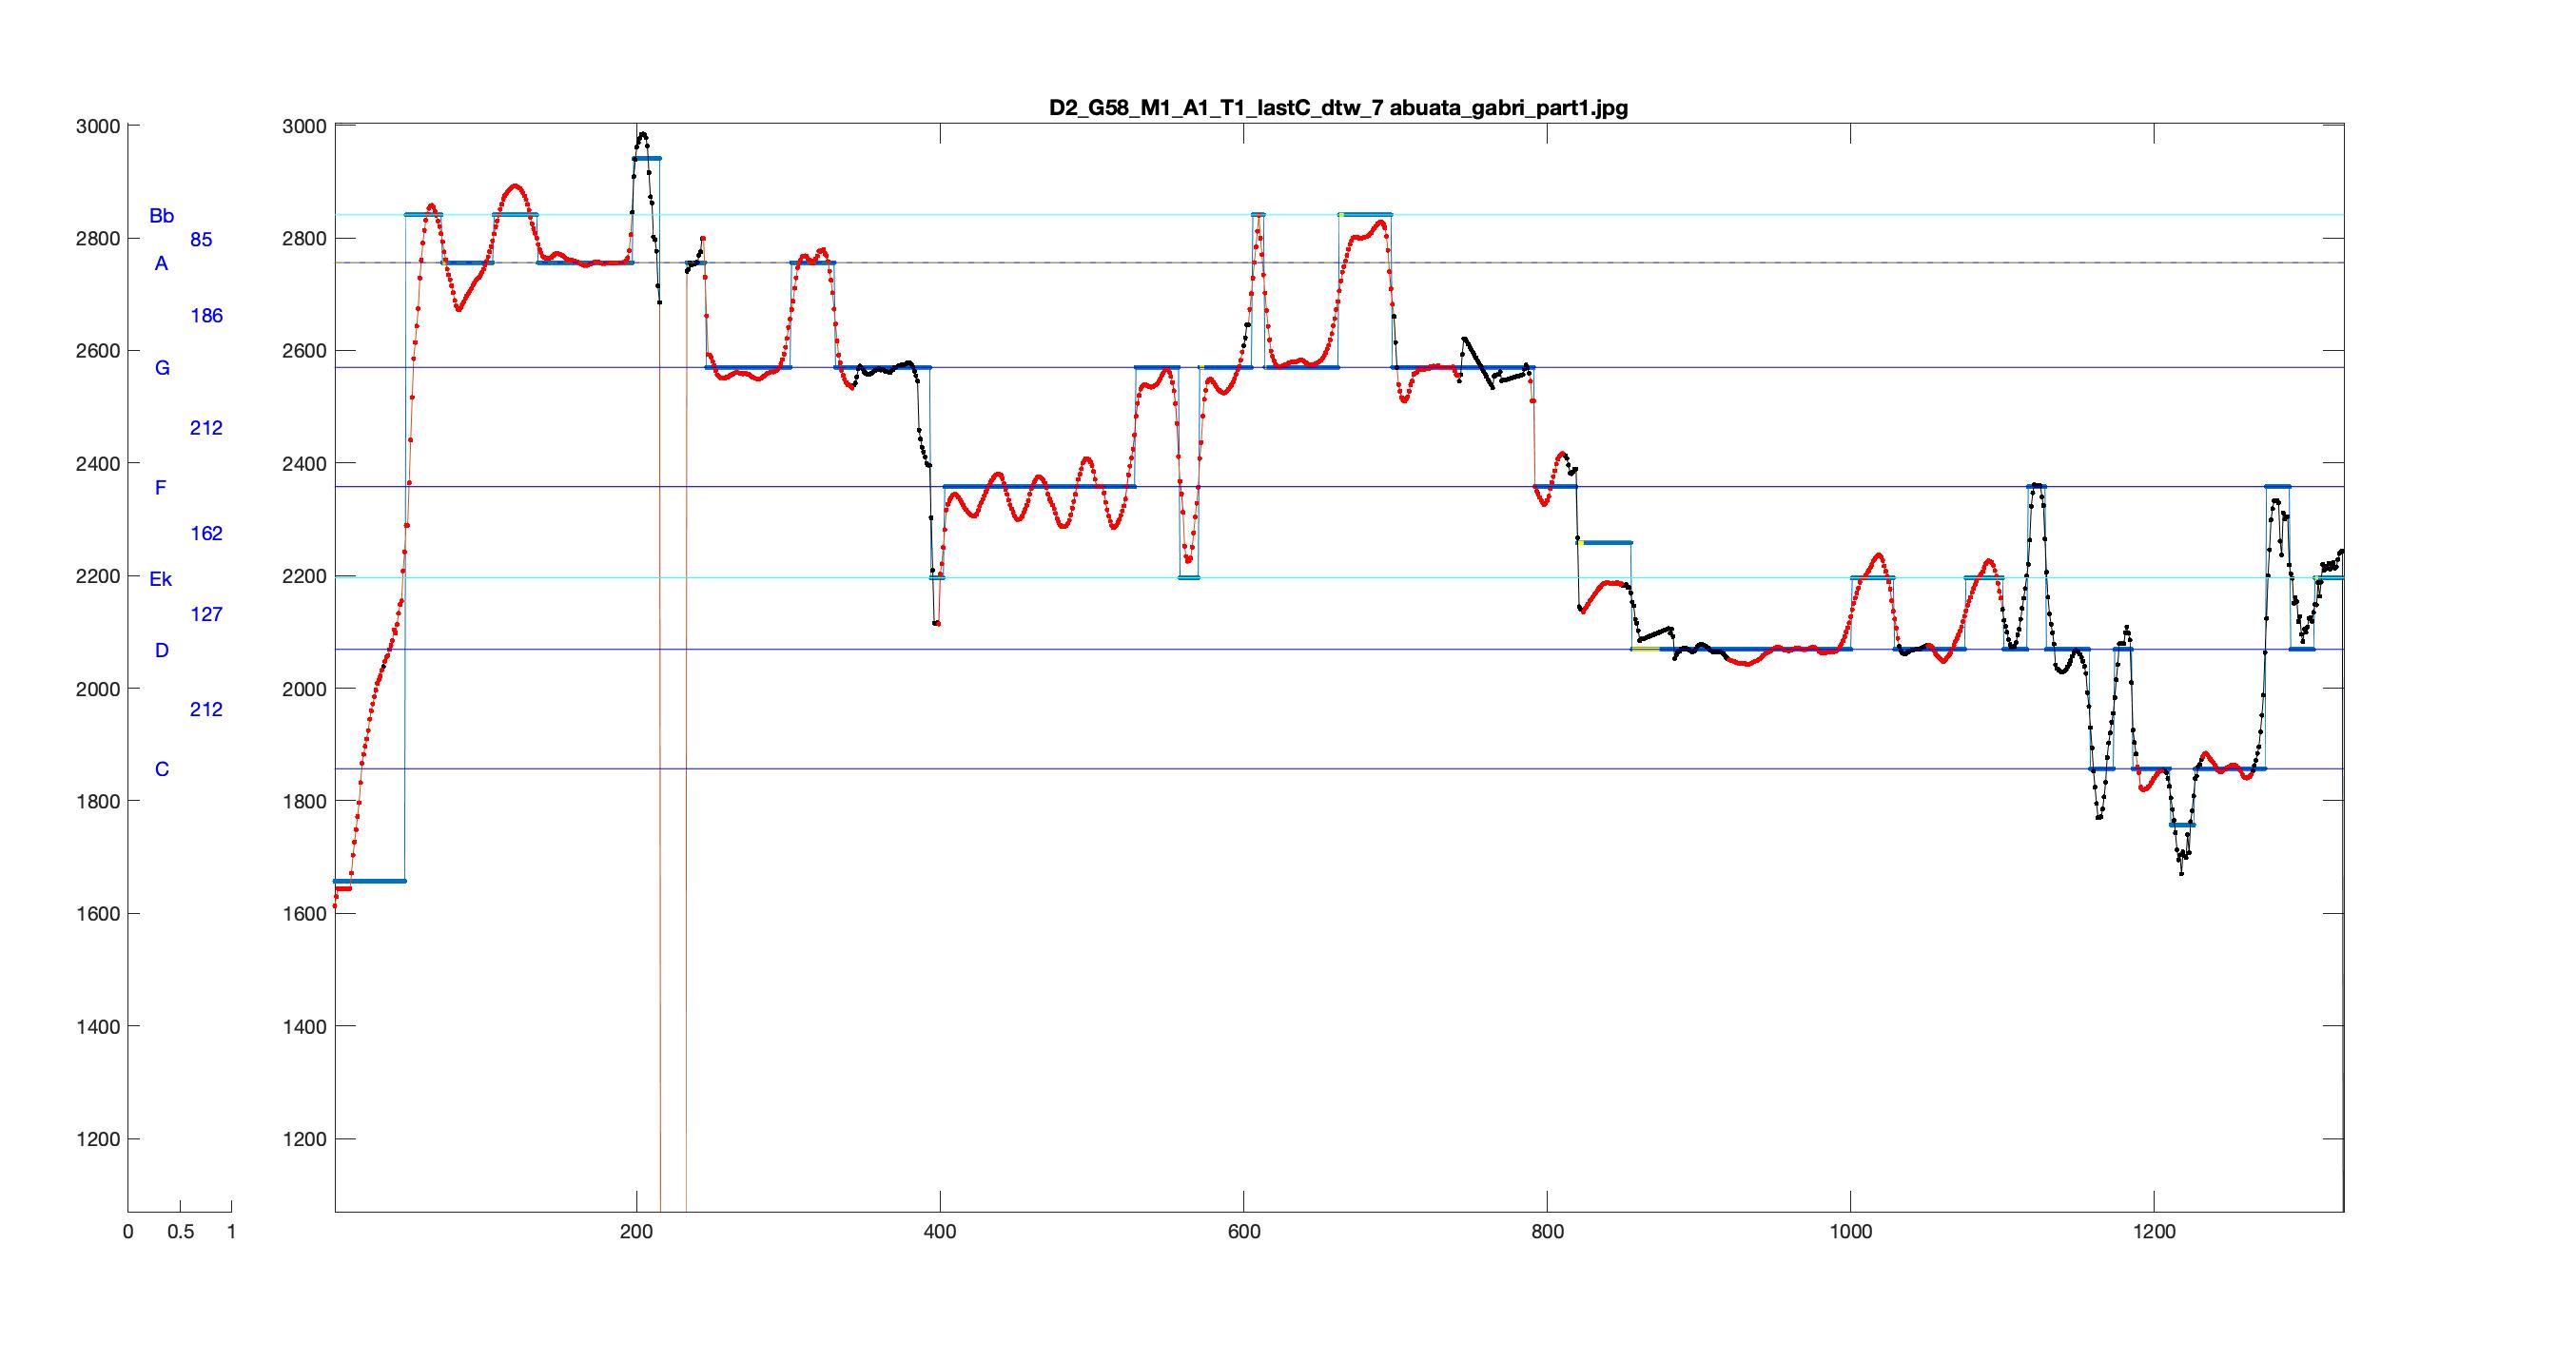 D2_G58_M1_A1_T1_lastC_dtw_7 abuata_gabri_part1.jpg
3000 3000
Bb
2800 85 2800
A
186
2600 2600
G
212
2400 2400
F
162
2200 Ek 2200
127
D
2000 2000
212
C
1800 1800
1600 1600
1400 1400
1200 1200
0 0.5 1 200 400 600 800 1000 1200